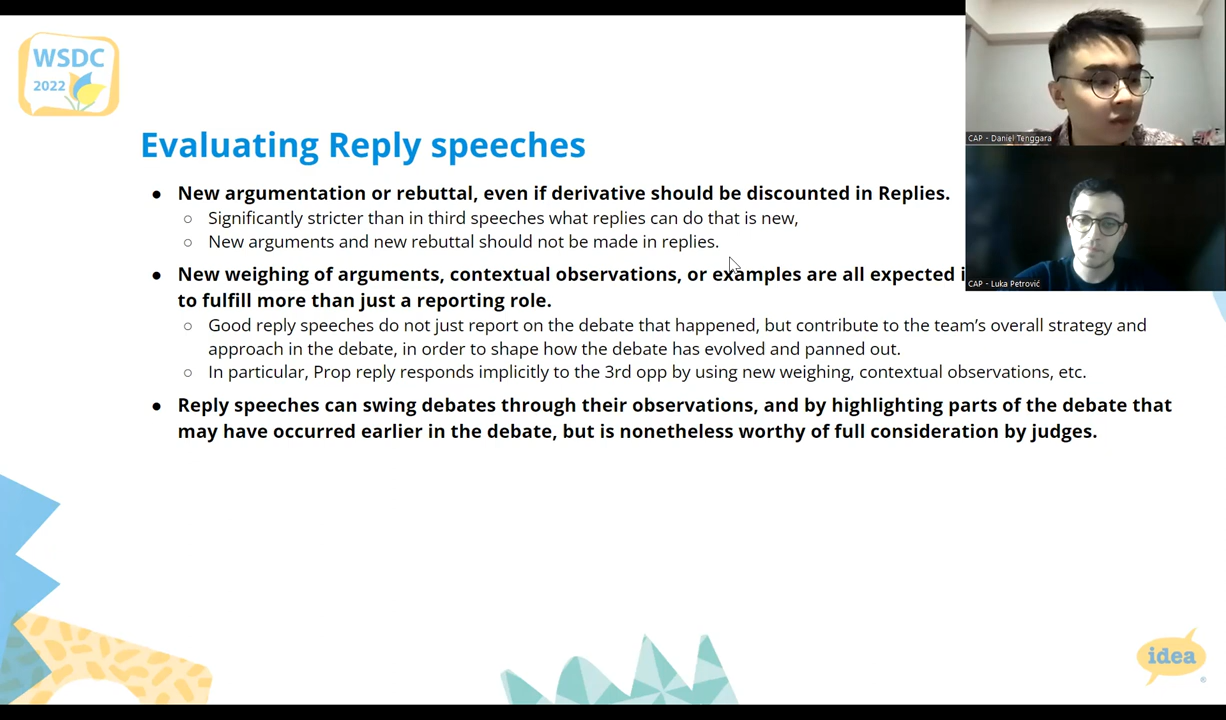 WSDC
2022
Evaluating Reply speeches
● New argumentation or rebuttal, even if derivative should be discounted in Replies.
○ Significantly stricter than in third speeches what replies can do that is new,
○ New arguments and new rebuttal should not be made in replies.
● New weighing of arguments, contextual observations, or examples are all expected
to fulfill more than just a reporting role.
○ Good reply speeches do not just report on the debate that happened, but contribute to the team's overall strategy and
approach in the debate, in order to shape how the debate has evolved and panned out.
○ In particular, Prop reply responds implicitly to the 3rd opp by using new weighing, contextual observations, etc.
● Reply speeches can swing debates through their observations, and by highlighting parts of the debate that
may have occurred earlier in the debate, but is nonetheless worthy of full consideration by judges.
CAP - Daniel Tenggara
CAP - Luka Petrović
idea
®